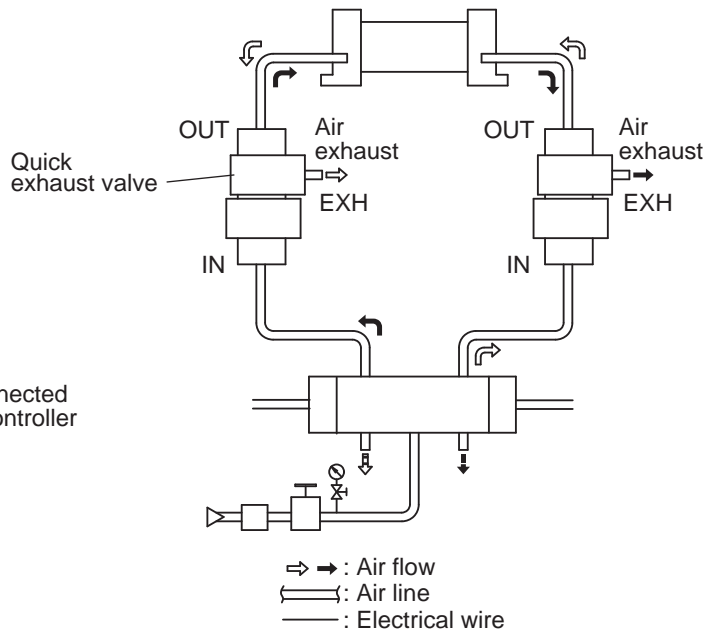 OUT
Air
exhaust
Quick
exhaust valve
EXH
IN
OUT
Air
exhaust
EXH
IN
ontroller
: Air flow
: Air line
: Electrical wire